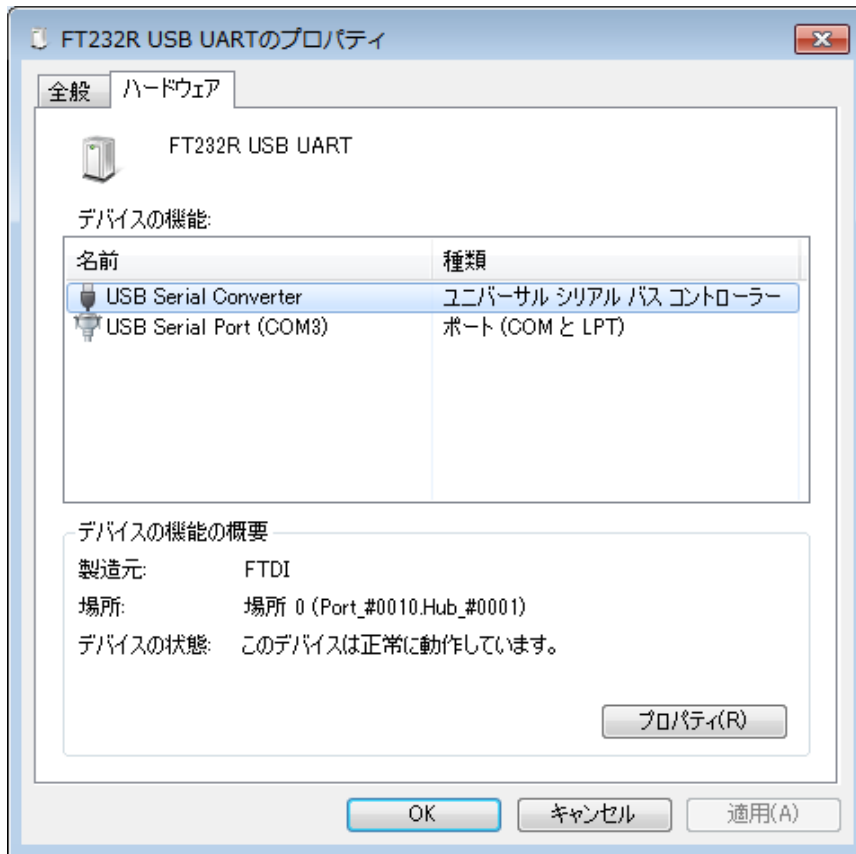 FT232R USB UARTのプロパティ
全般 ハードウェア
FT232R USB UART
デバイスの機能:
名前 種類
USB Serial Converter ユニバーサル シリアル バス コントローラー
USB Serial Port (COM3) ポート (COM と LPT)
デバイスの機能の概要
製造元: FTDI
場所: 場所 0 (Port_#0010.Hub_#0001)
デバイスの状態: このデバイスは正常に動作しています。
プロパティ(R)
OK キャンセル 適用(A)